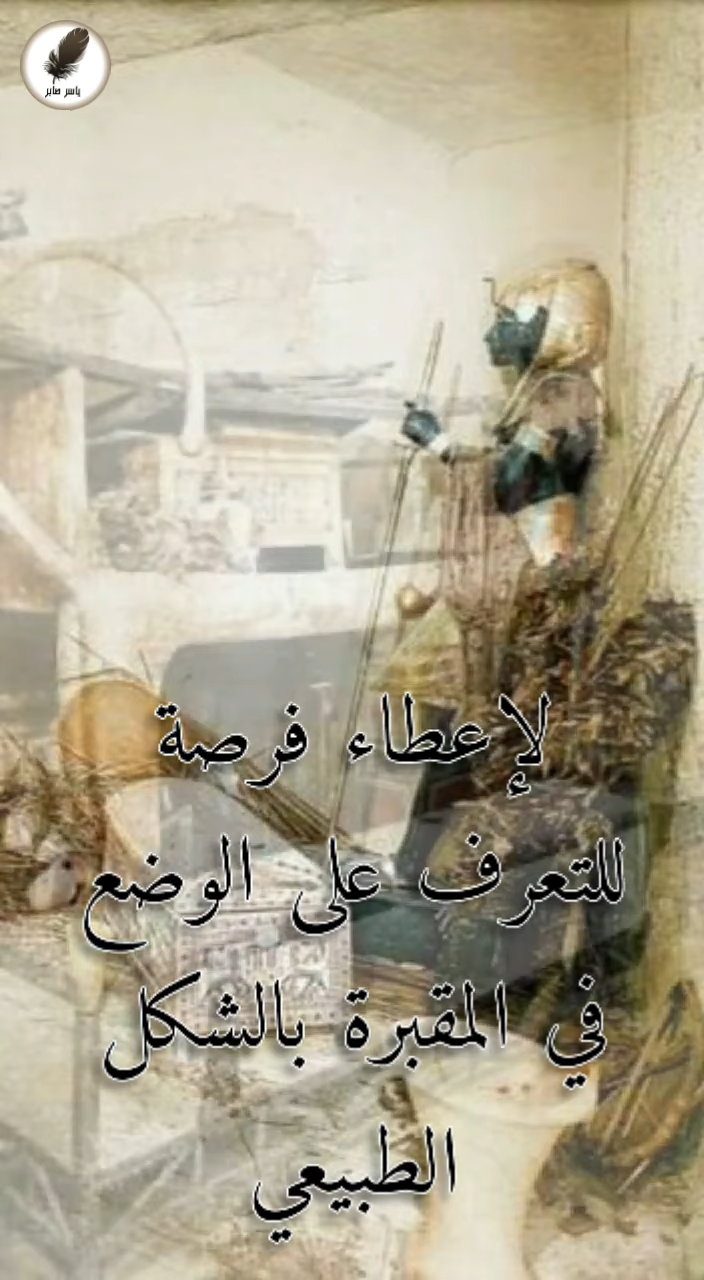 ياسر صابر
لإعطاء فرصة
للتعرف على الوضع
في المقبرة بالشكل
الطبيعي